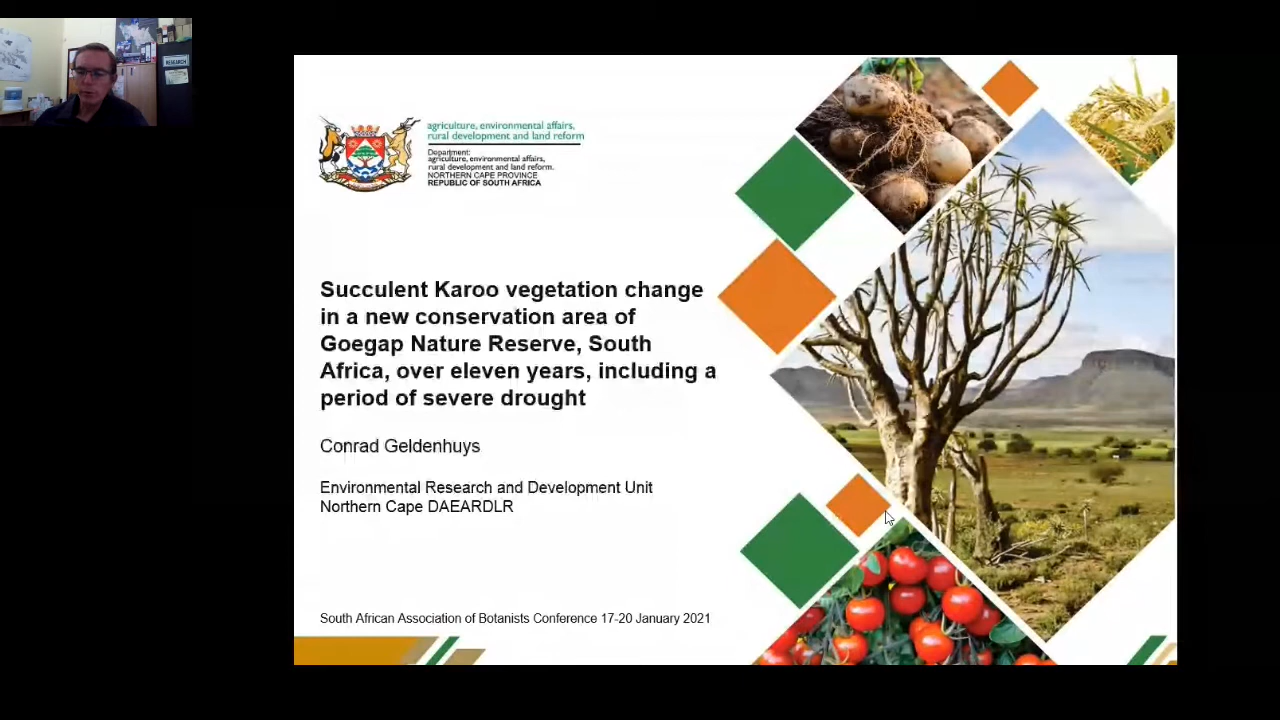 RESEARCH
agriculture, environmental affairs,
rural development and land reform
Department:
agriculture, environmental affairs,
rural development and land reform.
NORTHERN CAPE PROVINCE
REPUBLIC OF SOUTH AFRICA
Succulent Karoo vegetation change
in a new conservation area of
Goegap Nature Reserve, South
Africa, over eleven years, including a
period of severe drought
Conrad Geldenhuys
Environmental Research and Development Unit
Northern Cape DAEARDLR
South African Association of Botanists Conference 17-20 January 2021